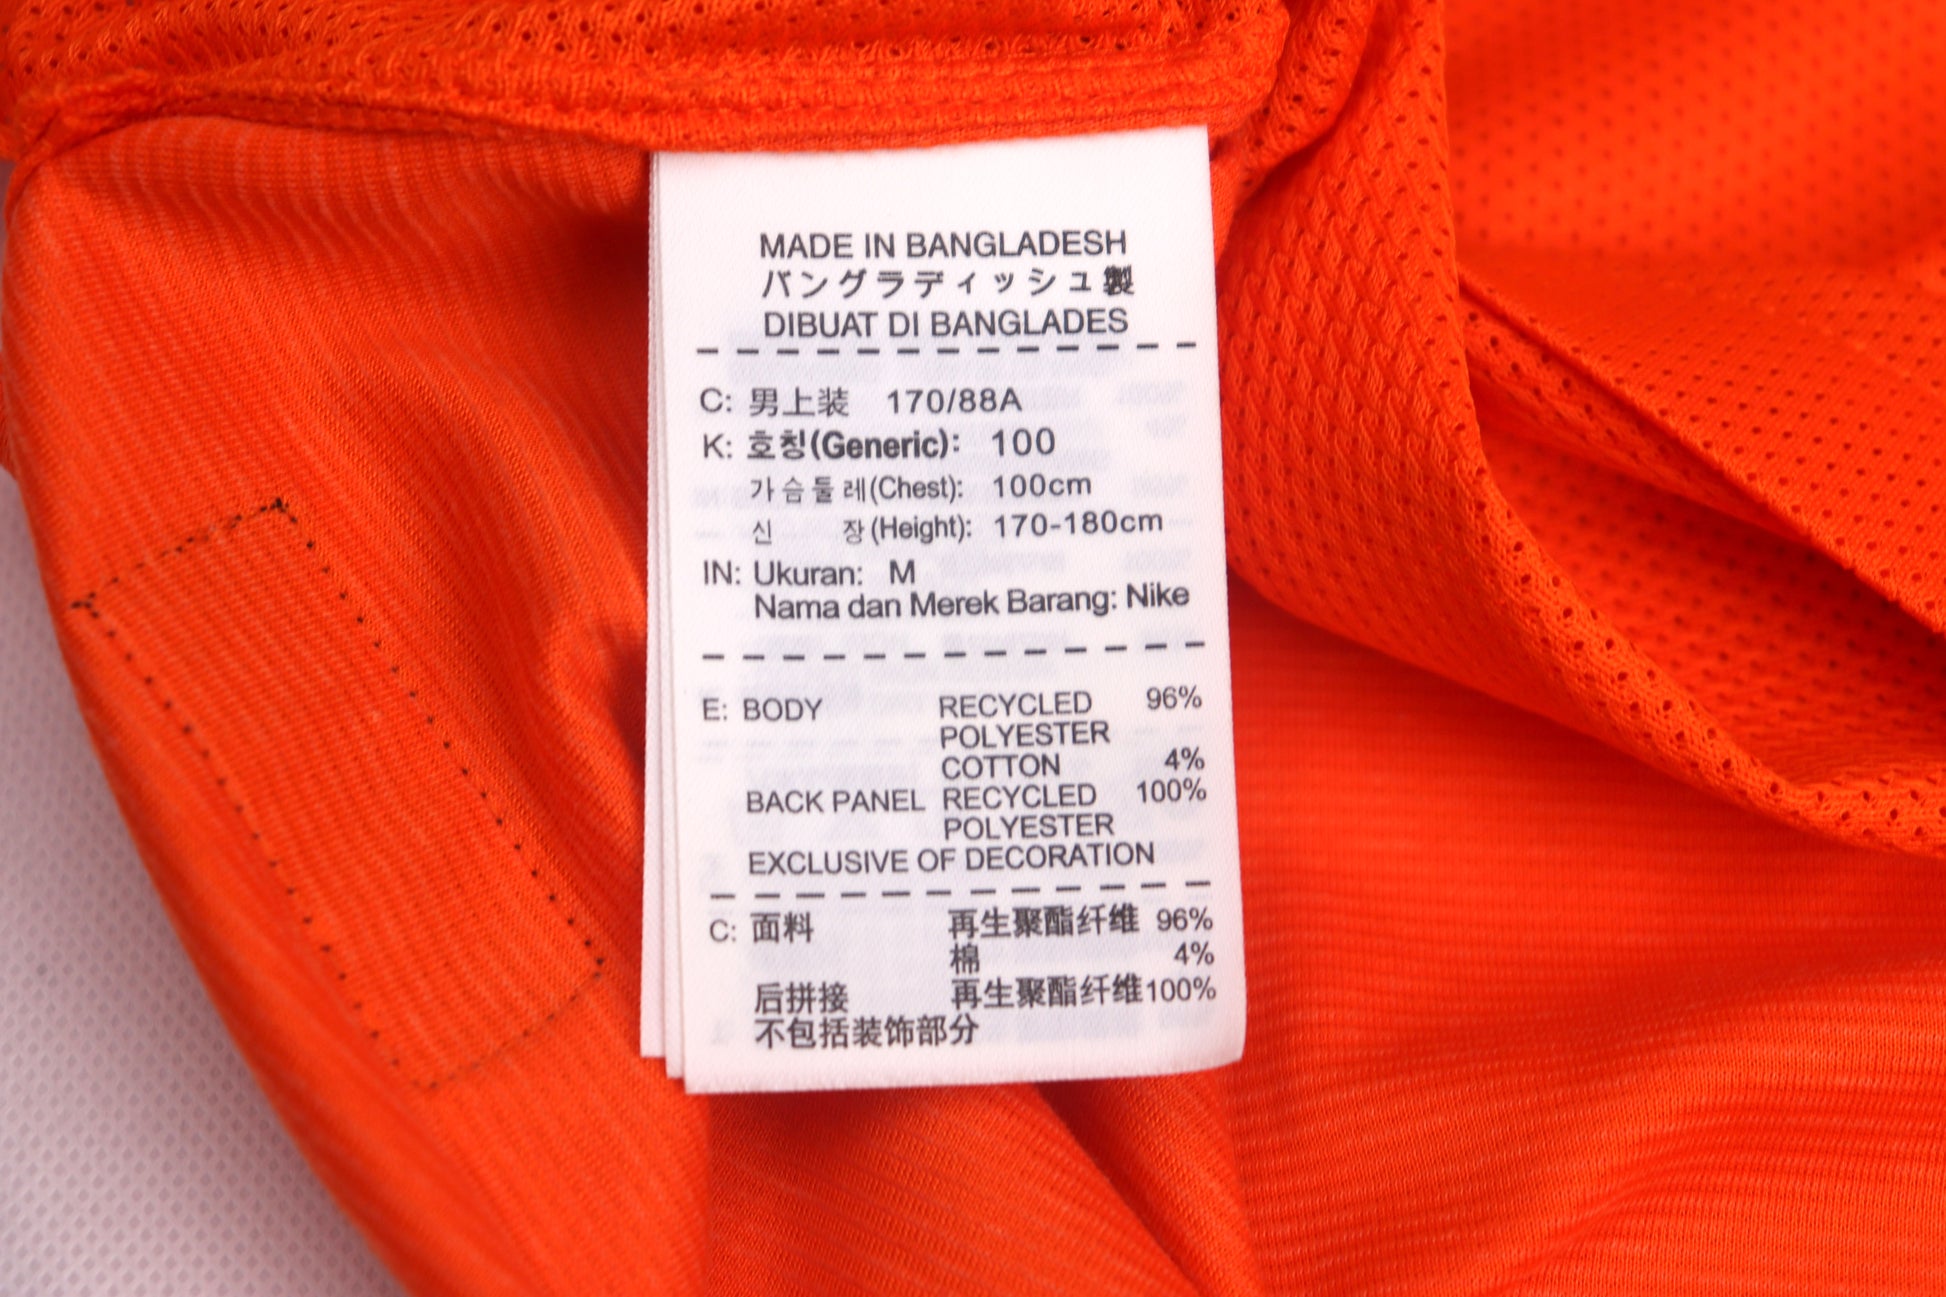 MADE IN BANGLADESH
バングラディッシュ製
DIBUAT DI BANGLADES
C: 男上装 170/88A
K: 호칭(Generic): 100
가슴둘레(Chest): 100cm
신 장(Height): 170-180cm
IN: Ukuran: M
Nama dan Merek Barang: Nike
E: BODY RECYCLED 96%
POLYESTER
COTTON 4%
BACK PANEL RECYCLED 100%
POLYESTER
EXCLUSIVE OF DECORATION
C: 面料 再生聚酯纤维 96%
棉 4%
后拼接 再生聚酯纤维100%
不包括装饰部分